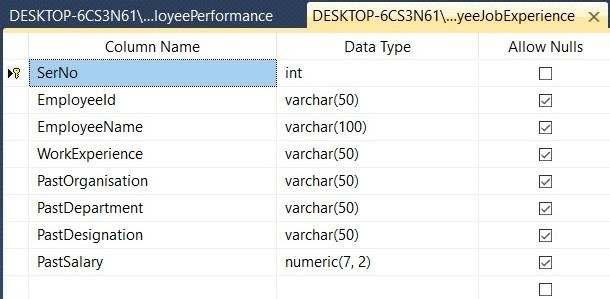 DESKTOP-6CS3N61\...loyeePerformance DESKTOP-6CS3N61\...yeeJobExperience
Column Name Data Type Allow Nulls
SerNo int
EmployeeId varchar(50)
EmployeeName varchar(100)
WorkExperience varchar(50)
PastOrganisation varchar(50)
PastDepartment varchar(50)
PastDesignation varchar(50)
PastSalary numeric(7, 2)